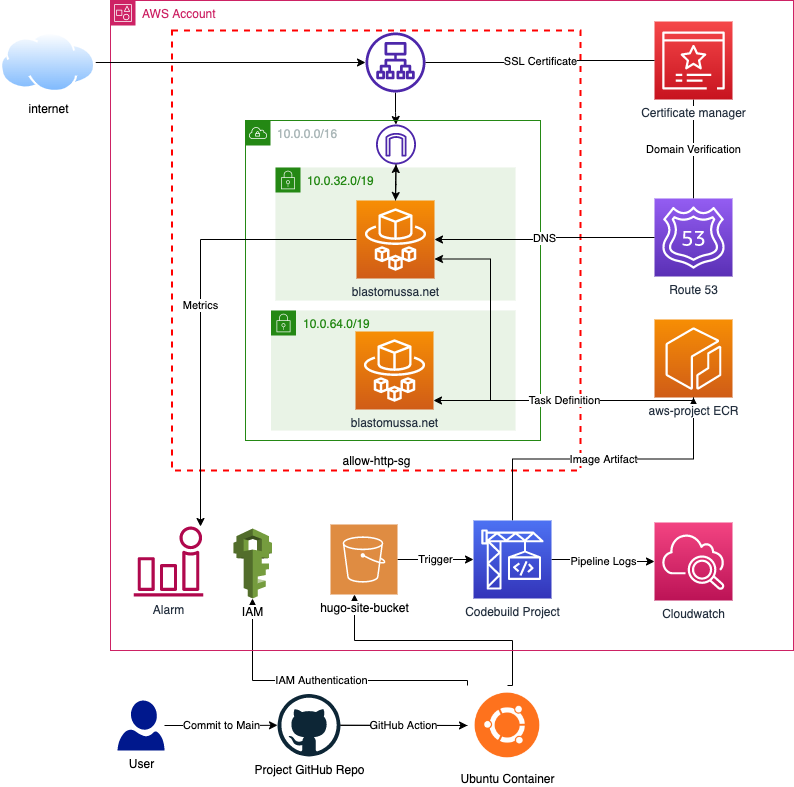 AWS Account
internet
SSL Certificate
Certificate manager
10.0.0.0/16
Domain Verification
10.0.32.0/19
53
DNS
blastomussa.net
Route 53
Metrics
10.0.64.0/19
Task Definition
aws-project ECR
blastomussa.net
allow-http-sg
Image Artifact
</>
Trigger
Pipeline Logs
Alarm
IAM
hugo-site-bucket
Codebuild Project
Cloudwatch
IAM Authentication
Commit to Main
GitHub Action
User
Project GitHub Repo
Ubuntu Container